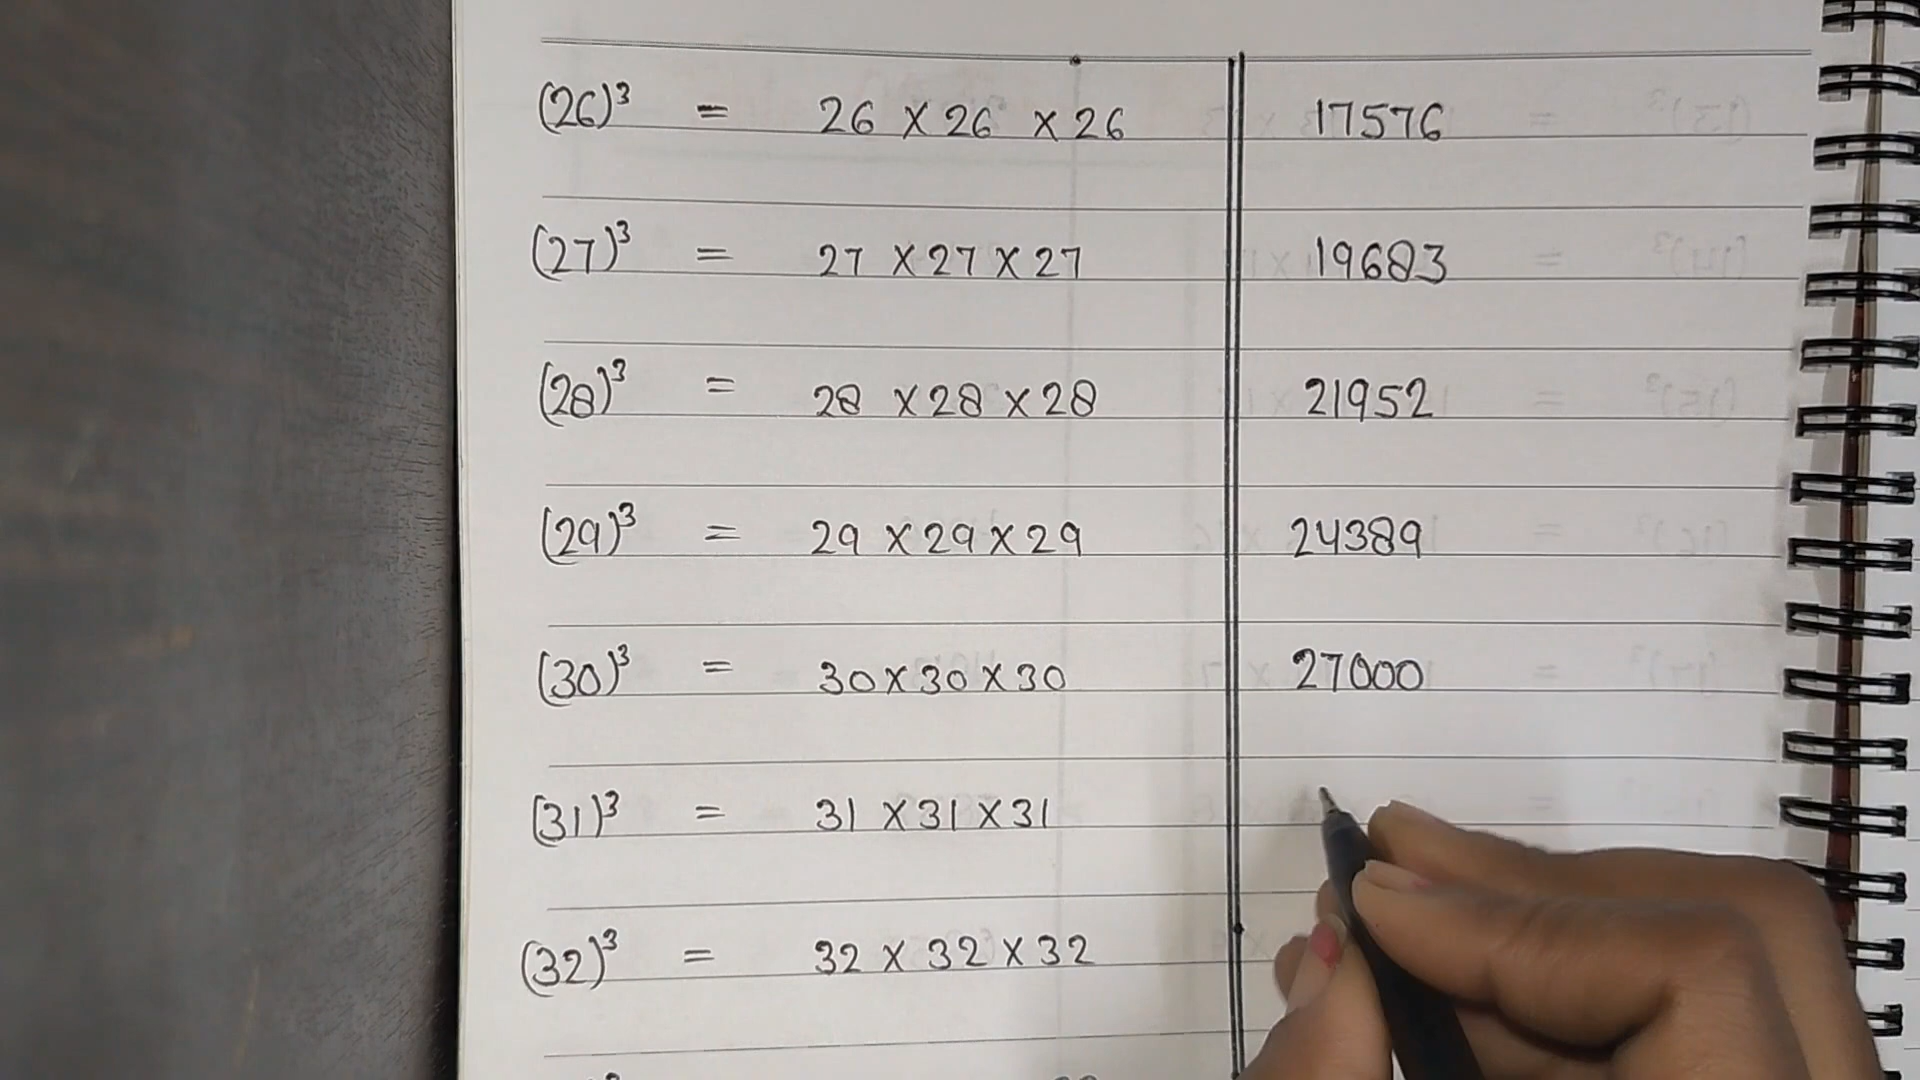 (26)³ = 26 × 26 × 26 17576
(27)³ = 27 × 27 × 27 19683
(28)³ = 28 × 28 × 28 21952
(29)³ = 29 × 29 × 29 24389
(30)³ = 30 × 30 × 30 27000
(31)³ = 31 × 31 × 31
(32)³ = 32 × 32 × 32